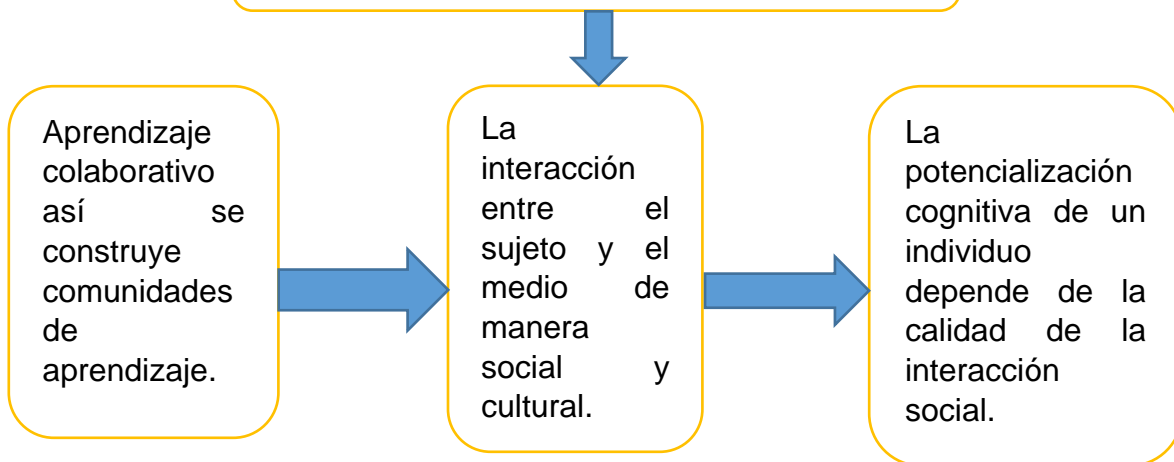 Aprendizaje
colaborativo
así se
construye
comunidades
de
aprendizaje.
La
interacción
entre el
sujeto y el
medio de
manera
social y
cultural.
La
potencialización
cognitiva de un
individuo
depende de la
calidad de la
interacción
social.